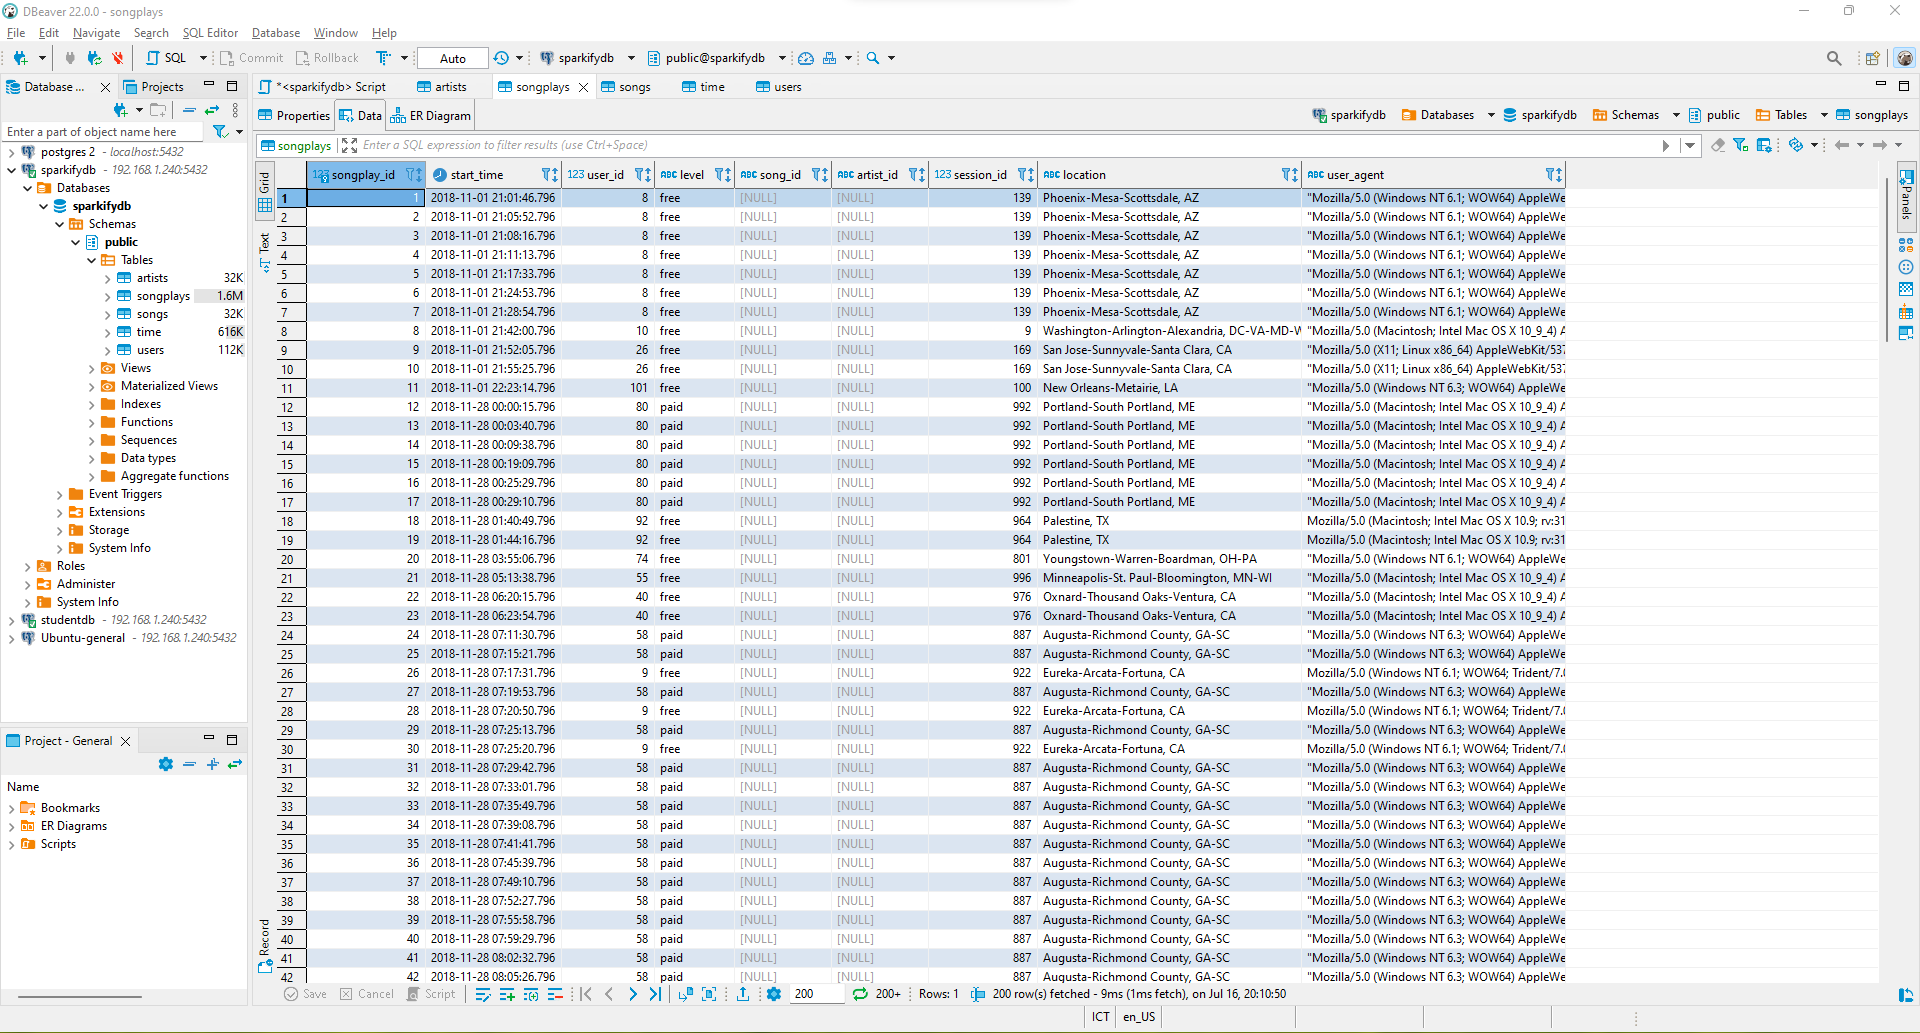 DBeaver 22.0.0 - songplays
File Edit Navigate Search SQL Editor Database Window Help
SQL Commit Rollback Auto sparkifydb public@sparkifydb
Database ... Projects
*<sparkifydb> Script artists songplays songs time users
Properties Data ER Diagram sparkifydb Databases sparkifydb Schemas public Tables songplays
Enter a part of object name here
songplays Enter a SQL expression to filter results (use Ctrl+Space)
postgres 2 - localhost:5432
sparkifydb - 192.168.1.240:5432
Databases
sparkifydb
Schemas
public
Tables
artists 32K
songplays 1.6M
songs 32K
time 616K
users 112K
Views
Materialized Views
Indexes
Functions
Sequences
Data types
Aggregate functions
Event Triggers
Extensions
Storage
System Info
Roles
Administer
System Info
studentdb - 192.168.1.240:5432
Ubuntu-general - 192.168.1.240:5432
Project - General
Name
Bookmarks
ER Diagrams
Scripts
Grid
Text
Record
123 songplay_id start_time 123 user_id ABC level ABC song_id ABC artist_id 123 session_id ABC location ABC user_agent
1 1 2018-11-01 21:01:46.796 8 free [NULL] [NULL] 139 Phoenix-Mesa-Scottsdale, AZ "Mozilla/5.0 (Windows NT 6.1; WOW64) AppleWe
2 2 2018-11-01 21:05:52.796 8 free [NULL] [NULL] 139 Phoenix-Mesa-Scottsdale, AZ "Mozilla/5.0 (Windows NT 6.1; WOW64) AppleWe
3 3 2018-11-01 21:08:16.796 8 free [NULL] [NULL] 139 Phoenix-Mesa-Scottsdale, AZ "Mozilla/5.0 (Windows NT 6.1; WOW64) AppleWe
4 4 2018-11-01 21:11:13.796 8 free [NULL] [NULL] 139 Phoenix-Mesa-Scottsdale, AZ "Mozilla/5.0 (Windows NT 6.1; WOW64) AppleWe
5 5 2018-11-01 21:17:33.796 8 free [NULL] [NULL] 139 Phoenix-Mesa-Scottsdale, AZ "Mozilla/5.0 (Windows NT 6.1; WOW64) AppleWe
6 6 2018-11-01 21:24:53.796 8 free [NULL] [NULL] 139 Phoenix-Mesa-Scottsdale, AZ "Mozilla/5.0 (Windows NT 6.1; WOW64) AppleWe
7 7 2018-11-01 21:28:54.796 8 free [NULL] [NULL] 139 Phoenix-Mesa-Scottsdale, AZ "Mozilla/5.0 (Windows NT 6.1; WOW64) AppleWe
8 8 2018-11-01 21:42:00.796 10 free [NULL] [NULL] 9 Washington-Arlington-Alexandria, DC-VA-MD-W "Mozilla/5.0 (Macintosh; Intel Mac OS X 10_9_4) A
9 9 2018-11-01 21:52:05.796 26 free [NULL] [NULL] 169 San Jose-Sunnyvale-Santa Clara, CA "Mozilla/5.0 (X11; Linux x86_64) AppleWebKit/537
10 10 2018-11-01 21:55:25.796 26 free [NULL] [NULL] 169 San Jose-Sunnyvale-Santa Clara, CA "Mozilla/5.0 (X11; Linux x86_64) AppleWebKit/537
11 11 2018-11-01 22:23:14.796 101 free [NULL] [NULL] 100 New Orleans-Metairie, LA "Mozilla/5.0 (Windows NT 6.3; WOW64) AppleWe
12 12 2018-11-28 00:00:15.796 80 paid [NULL] [NULL] 992 Portland-South Portland, ME "Mozilla/5.0 (Macintosh; Intel Mac OS X 10_9_4) A
13 13 2018-11-28 00:03:40.796 80 paid [NULL] [NULL] 992 Portland-South Portland, ME "Mozilla/5.0 (Macintosh; Intel Mac OS X 10_9_4) A
14 14 2018-11-28 00:09:38.796 80 paid [NULL] [NULL] 992 Portland-South Portland, ME "Mozilla/5.0 (Macintosh; Intel Mac OS X 10_9_4) A
15 15 2018-11-28 00:19:09.796 80 paid [NULL] [NULL] 992 Portland-South Portland, ME "Mozilla/5.0 (Macintosh; Intel Mac OS X 10_9_4) A
16 16 2018-11-28 00:25:29.796 80 paid [NULL] [NULL] 992 Portland-South Portland, ME "Mozilla/5.0 (Macintosh; Intel Mac OS X 10_9_4) A
17 17 2018-11-28 00:29:10.796 80 paid [NULL] [NULL] 992 Portland-South Portland, ME "Mozilla/5.0 (Macintosh; Intel Mac OS X 10_9_4) A
18 18 2018-11-28 01:40:49.796 92 free [NULL] [NULL] 964 Palestine, TX Mozilla/5.0 (Macintosh; Intel Mac OS X 10.9; rv:31
19 19 2018-11-28 01:44:16.796 92 free [NULL] [NULL] 964 Palestine, TX Mozilla/5.0 (Macintosh; Intel Mac OS X 10.9; rv:31
20 20 2018-11-28 03:55:06.796 74 free [NULL] [NULL] 801 Youngstown-Warren-Boardman, OH-PA "Mozilla/5.0 (Windows NT 6.1; WOW64) AppleWe
21 21 2018-11-28 05:13:38.796 55 free [NULL] [NULL] 996 Minneapolis-St. Paul-Bloomington, MN-WI "Mozilla/5.0 (Macintosh; Intel Mac OS X 10_9_4) A
22 22 2018-11-28 06:20:15.796 40 free [NULL] [NULL] 976 Oxnard-Thousand Oaks-Ventura, CA "Mozilla/5.0 (Macintosh; Intel Mac OS X 10_9_4) A
23 23 2018-11-28 06:23:54.796 40 free [NULL] [NULL] 976 Oxnard-Thousand Oaks-Ventura, CA "Mozilla/5.0 (Macintosh; Intel Mac OS X 10_9_4) A
24 24 2018-11-28 07:11:30.796 58 paid [NULL] [NULL] 887 Augusta-Richmond County, GA-SC "Mozilla/5.0 (Windows NT 6.3; WOW64) AppleWe
25 25 2018-11-28 07:15:21.796 58 paid [NULL] [NULL] 887 Augusta-Richmond County, GA-SC "Mozilla/5.0 (Windows NT 6.3; WOW64) AppleWe
26 26 2018-11-28 07:17:31.796 9 free [NULL] [NULL] 922 Eureka-Arcata-Fortuna, CA Mozilla/5.0 (Windows NT 6.1; WOW64; Trident/7.0
27 27 2018-11-28 07:19:53.796 58 paid [NULL] [NULL] 887 Augusta-Richmond County, GA-SC "Mozilla/5.0 (Windows NT 6.3; WOW64) AppleWe
28 28 2018-11-28 07:20:50.796 9 free [NULL] [NULL] 922 Eureka-Arcata-Fortuna, CA Mozilla/5.0 (Windows NT 6.1; WOW64; Trident/7.0
29 29 2018-11-28 07:25:13.796 58 paid [NULL] [NULL] 887 Augusta-Richmond County, GA-SC "Mozilla/5.0 (Windows NT 6.3; WOW64) AppleWe
30 30 2018-11-28 07:25:20.796 9 free [NULL] [NULL] 922 Eureka-Arcata-Fortuna, CA Mozilla/5.0 (Windows NT 6.1; WOW64; Trident/7.0
31 31 2018-11-28 07:29:42.796 58 paid [NULL] [NULL] 887 Augusta-Richmond County, GA-SC "Mozilla/5.0 (Windows NT 6.3; WOW64) AppleWe
32 32 2018-11-28 07:33:01.796 58 paid [NULL] [NULL] 887 Augusta-Richmond County, GA-SC "Mozilla/5.0 (Windows NT 6.3; WOW64) AppleWe
33 33 2018-11-28 07:35:49.796 58 paid [NULL] [NULL] 887 Augusta-Richmond County, GA-SC "Mozilla/5.0 (Windows NT 6.3; WOW64) AppleWe
34 34 2018-11-28 07:39:08.796 58 paid [NULL] [NULL] 887 Augusta-Richmond County, GA-SC "Mozilla/5.0 (Windows NT 6.3; WOW64) AppleWe
35 35 2018-11-28 07:41:41.796 58 paid [NULL] [NULL] 887 Augusta-Richmond County, GA-SC "Mozilla/5.0 (Windows NT 6.3; WOW64) AppleWe
36 36 2018-11-28 07:45:39.796 58 paid [NULL] [NULL] 887 Augusta-Richmond County, GA-SC "Mozilla/5.0 (Windows NT 6.3; WOW64) AppleWe
37 37 2018-11-28 07:49:10.796 58 paid [NULL] [NULL] 887 Augusta-Richmond County, GA-SC "Mozilla/5.0 (Windows NT 6.3; WOW64) AppleWe
38 38 2018-11-28 07:52:27.796 58 paid [NULL] [NULL] 887 Augusta-Richmond County, GA-SC "Mozilla/5.0 (Windows NT 6.3; WOW64) AppleWe
39 39 2018-11-28 07:55:58.796 58 paid [NULL] [NULL] 887 Augusta-Richmond County, GA-SC "Mozilla/5.0 (Windows NT 6.3; WOW64) AppleWe
40 40 2018-11-28 07:59:29.796 58 paid [NULL] [NULL] 887 Augusta-Richmond County, GA-SC "Mozilla/5.0 (Windows NT 6.3; WOW64) AppleWe
41 41 2018-11-28 08:02:32.796 58 paid [NULL] [NULL] 887 Augusta-Richmond County, GA-SC "Mozilla/5.0 (Windows NT 6.3; WOW64) AppleWe
42 42 2018-11-28 08:05:26.796 58 paid [NULL] [NULL] 887 Augusta-Richmond County, GA-SC "Mozilla/5.0 (Windows NT 6.3; WOW64) AppleWe
Panels
Save Cancel Script 200 200+ Rows: 1 200 row(s) fetched - 9ms (1ms fetch), on Jul 16, 20:10:50
ICT en_US